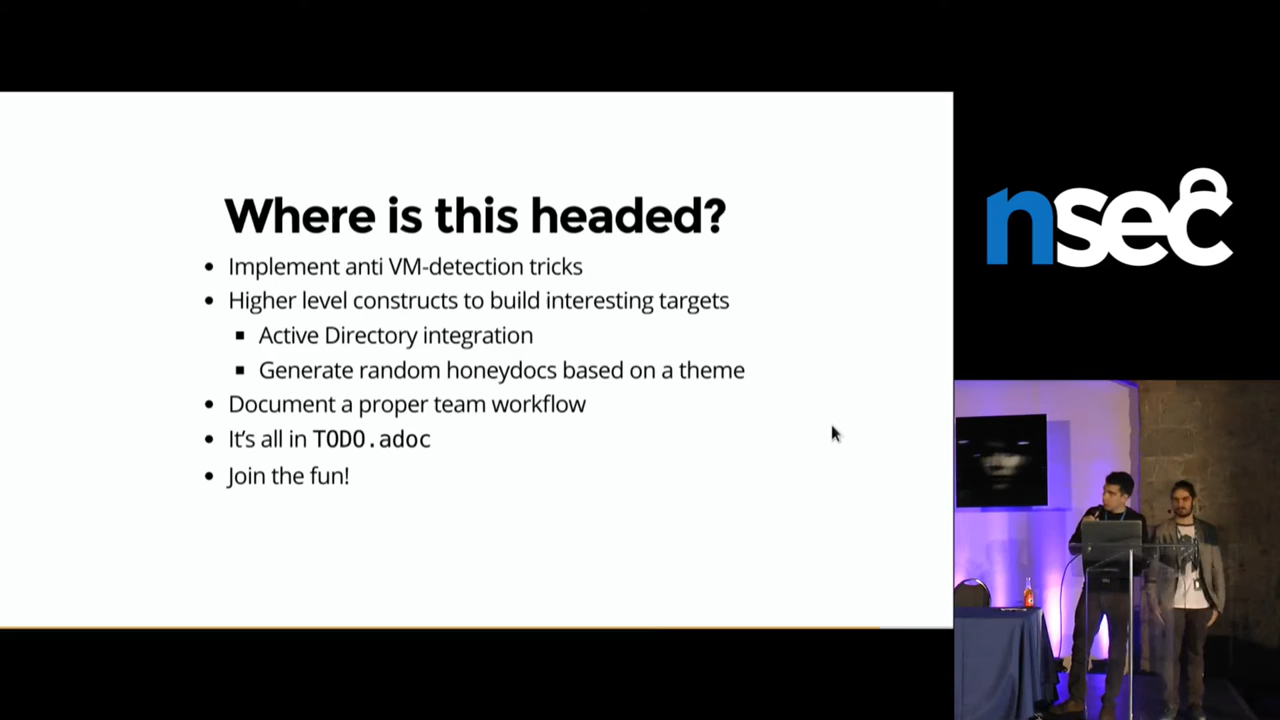 Where is this headed?
Implement anti VM-detection tricks
Higher level constructs to build interesting targets
Active Directory integration
Generate random honeydocs based on a theme
Document a proper team workflow
It's all in TODO.adoc
Join the fun!
nsec